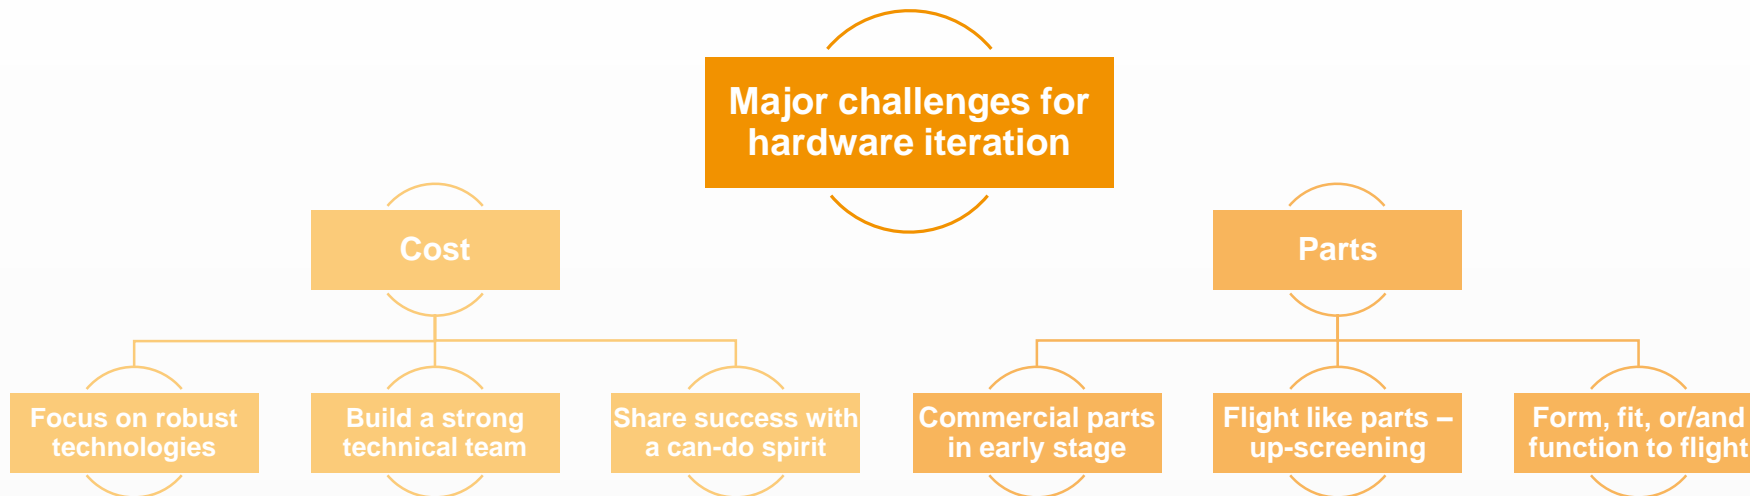 Major challenges for
hardware iteration
Cost
Parts
Focus on robust
technologies
Build a strong
technical team
Share success with
a can-do spirit
Commercial parts
in early stage
Flight like parts –
up-screening
Form, fit, or/and
function to flight